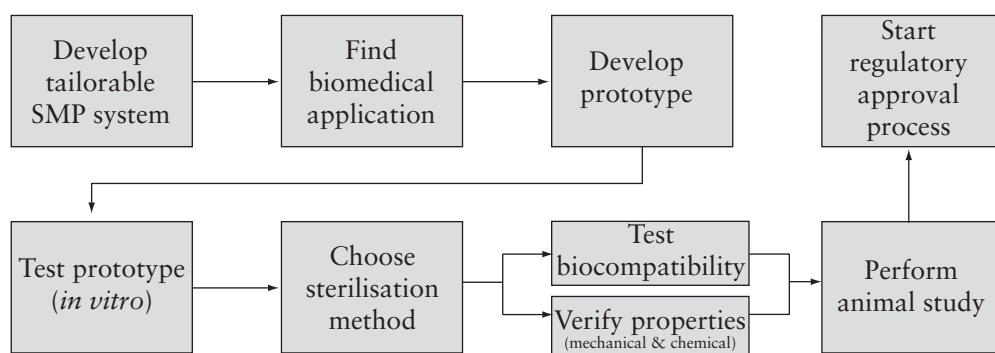 Develop
tailorable
SMP system
Find
biomedical
application
Develop
prototype
Start
regulatory
approval
process
Test prototype
(in vitro)
Choose
sterilisation
method
Test
biocompatibility
Verify properties
(mechanical & chemical)
Perform
animal study